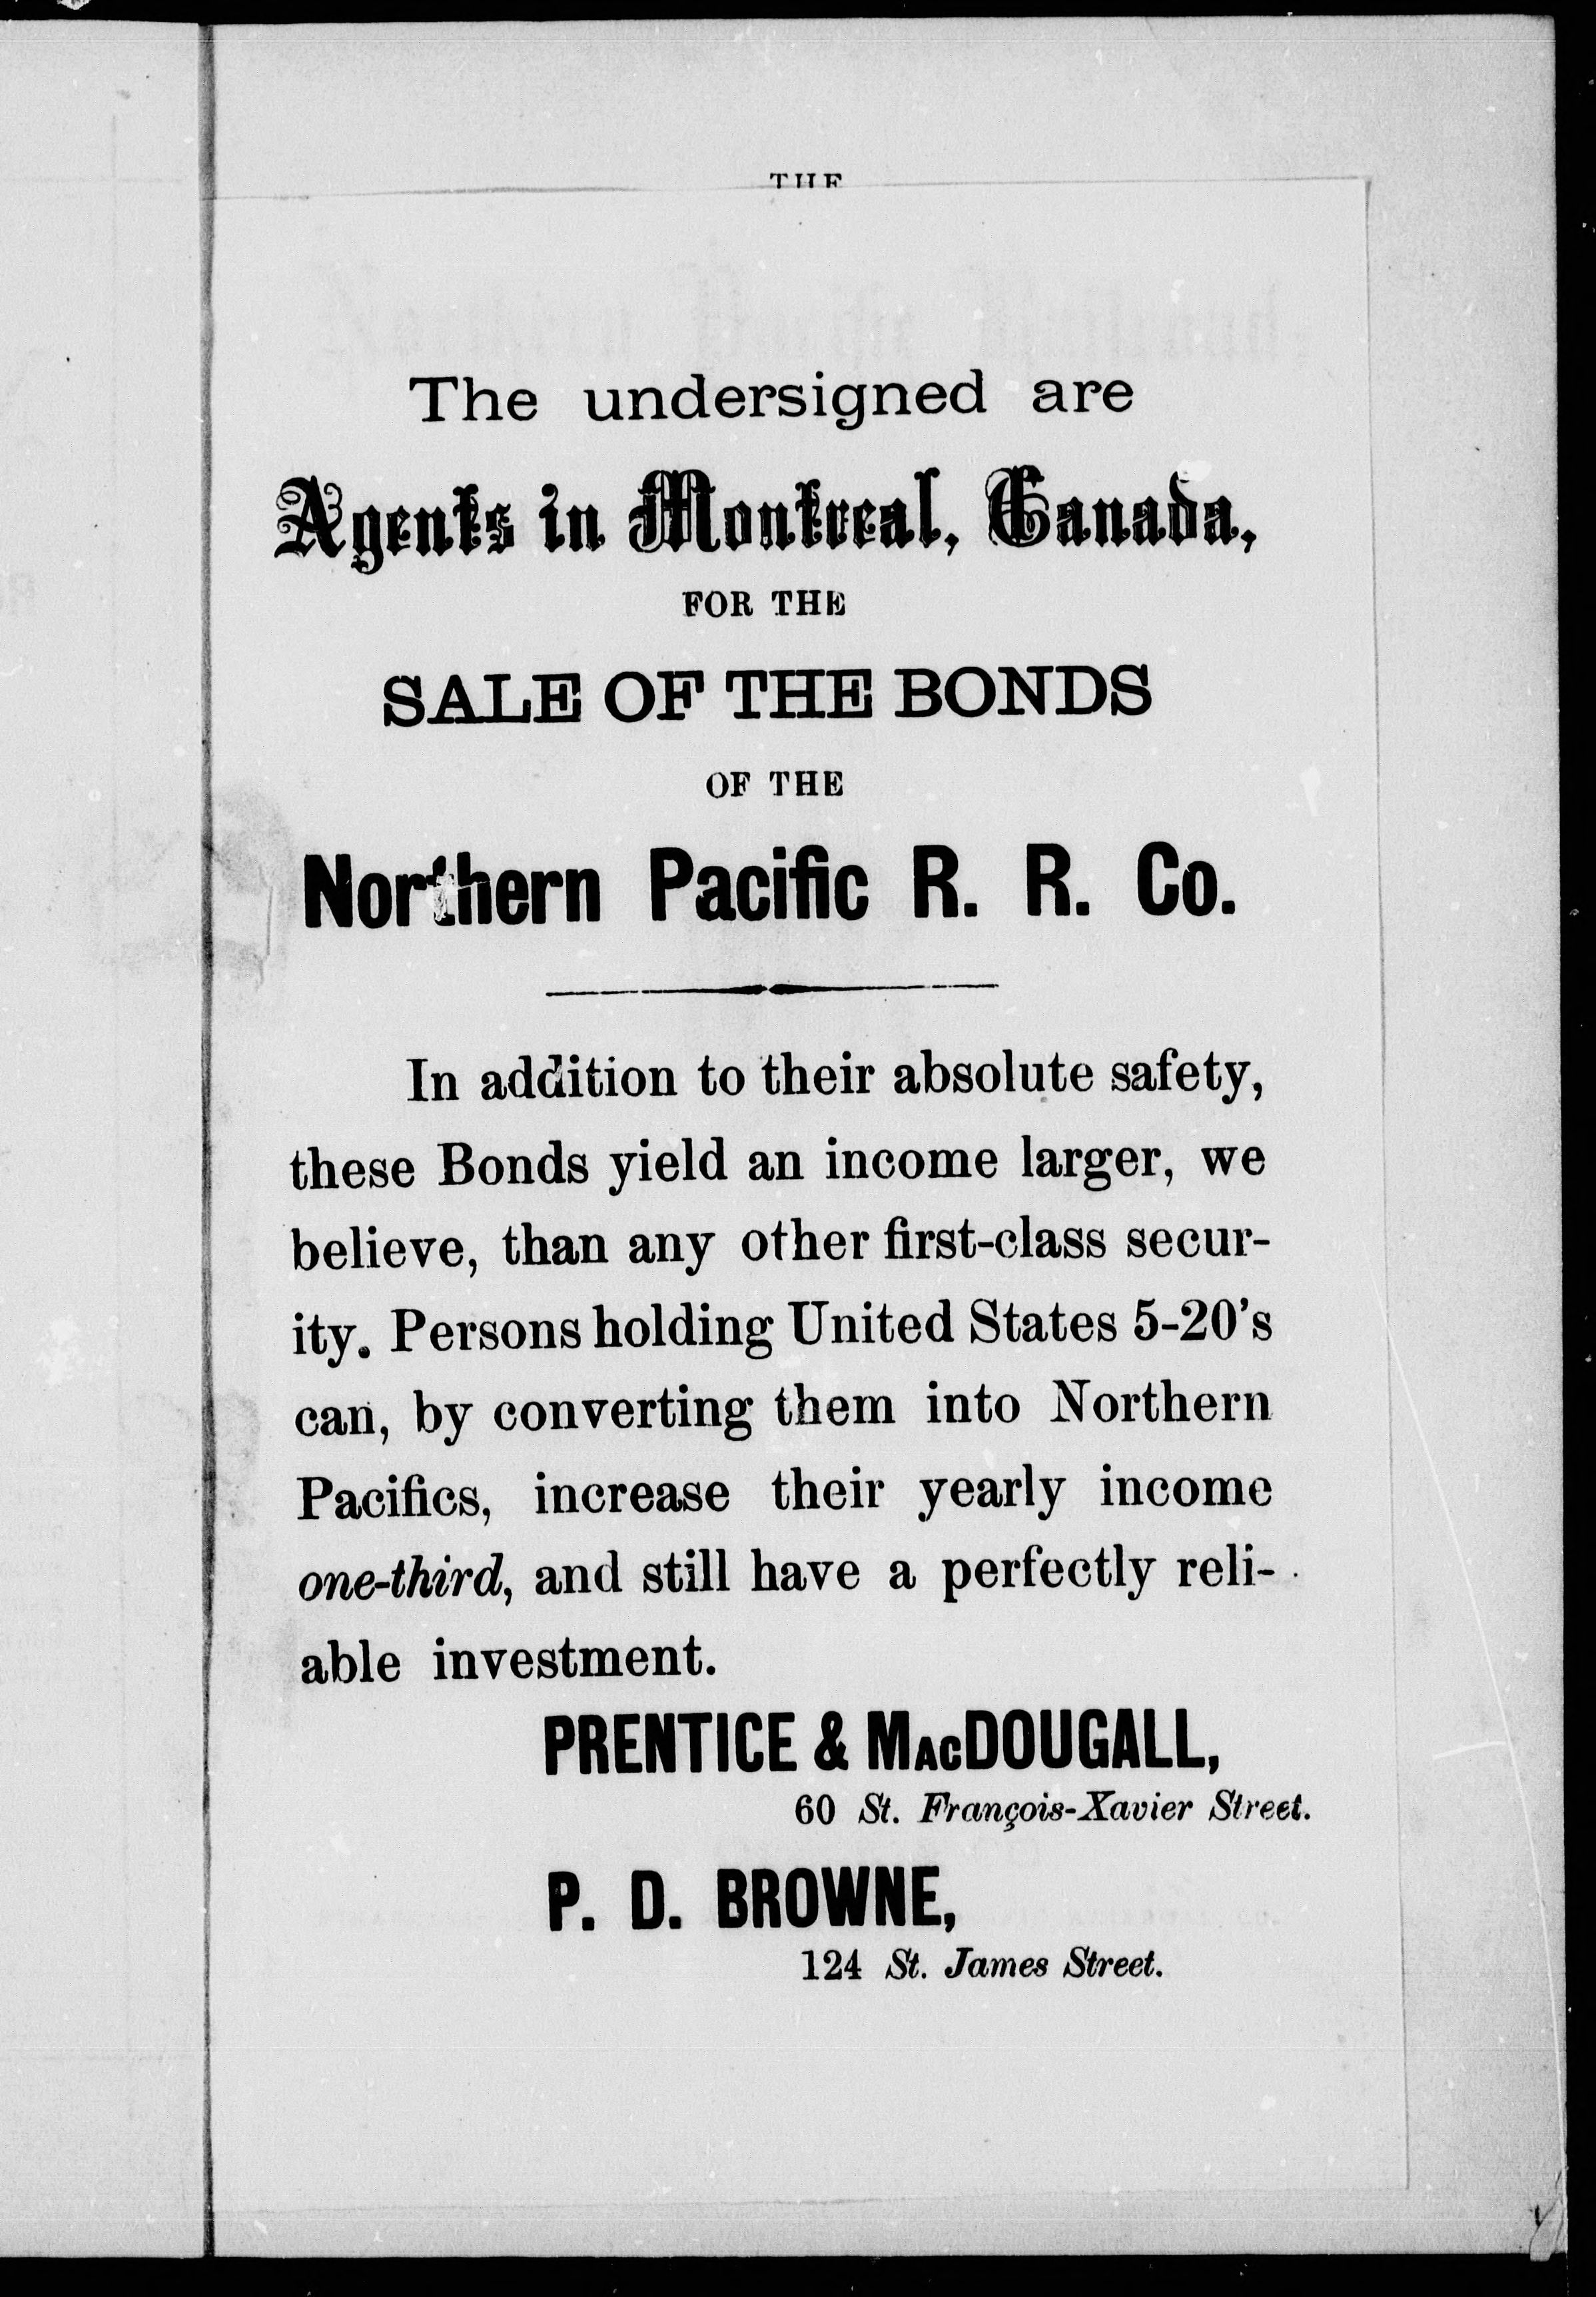 THE
The undersigned are
Agents in Montreal, Canada,
FOR THE
SALE OF THE BONDS
OF THE
Northern Pacific R. R. Co.
In addition to their absolute safety,
these Bonds yield an income larger, we
believe, than any other first-class secur-
ity. Persons holding United States 5-20's
can, by converting them into Northern
Pacifics, increase their yearly income
one-third, and still have a perfectly reli-
able investment.
PRENTICE & MacDOUGALL,
60 St. François-Xavier Street.
P. D. BROWNE,
124 St. James Street.